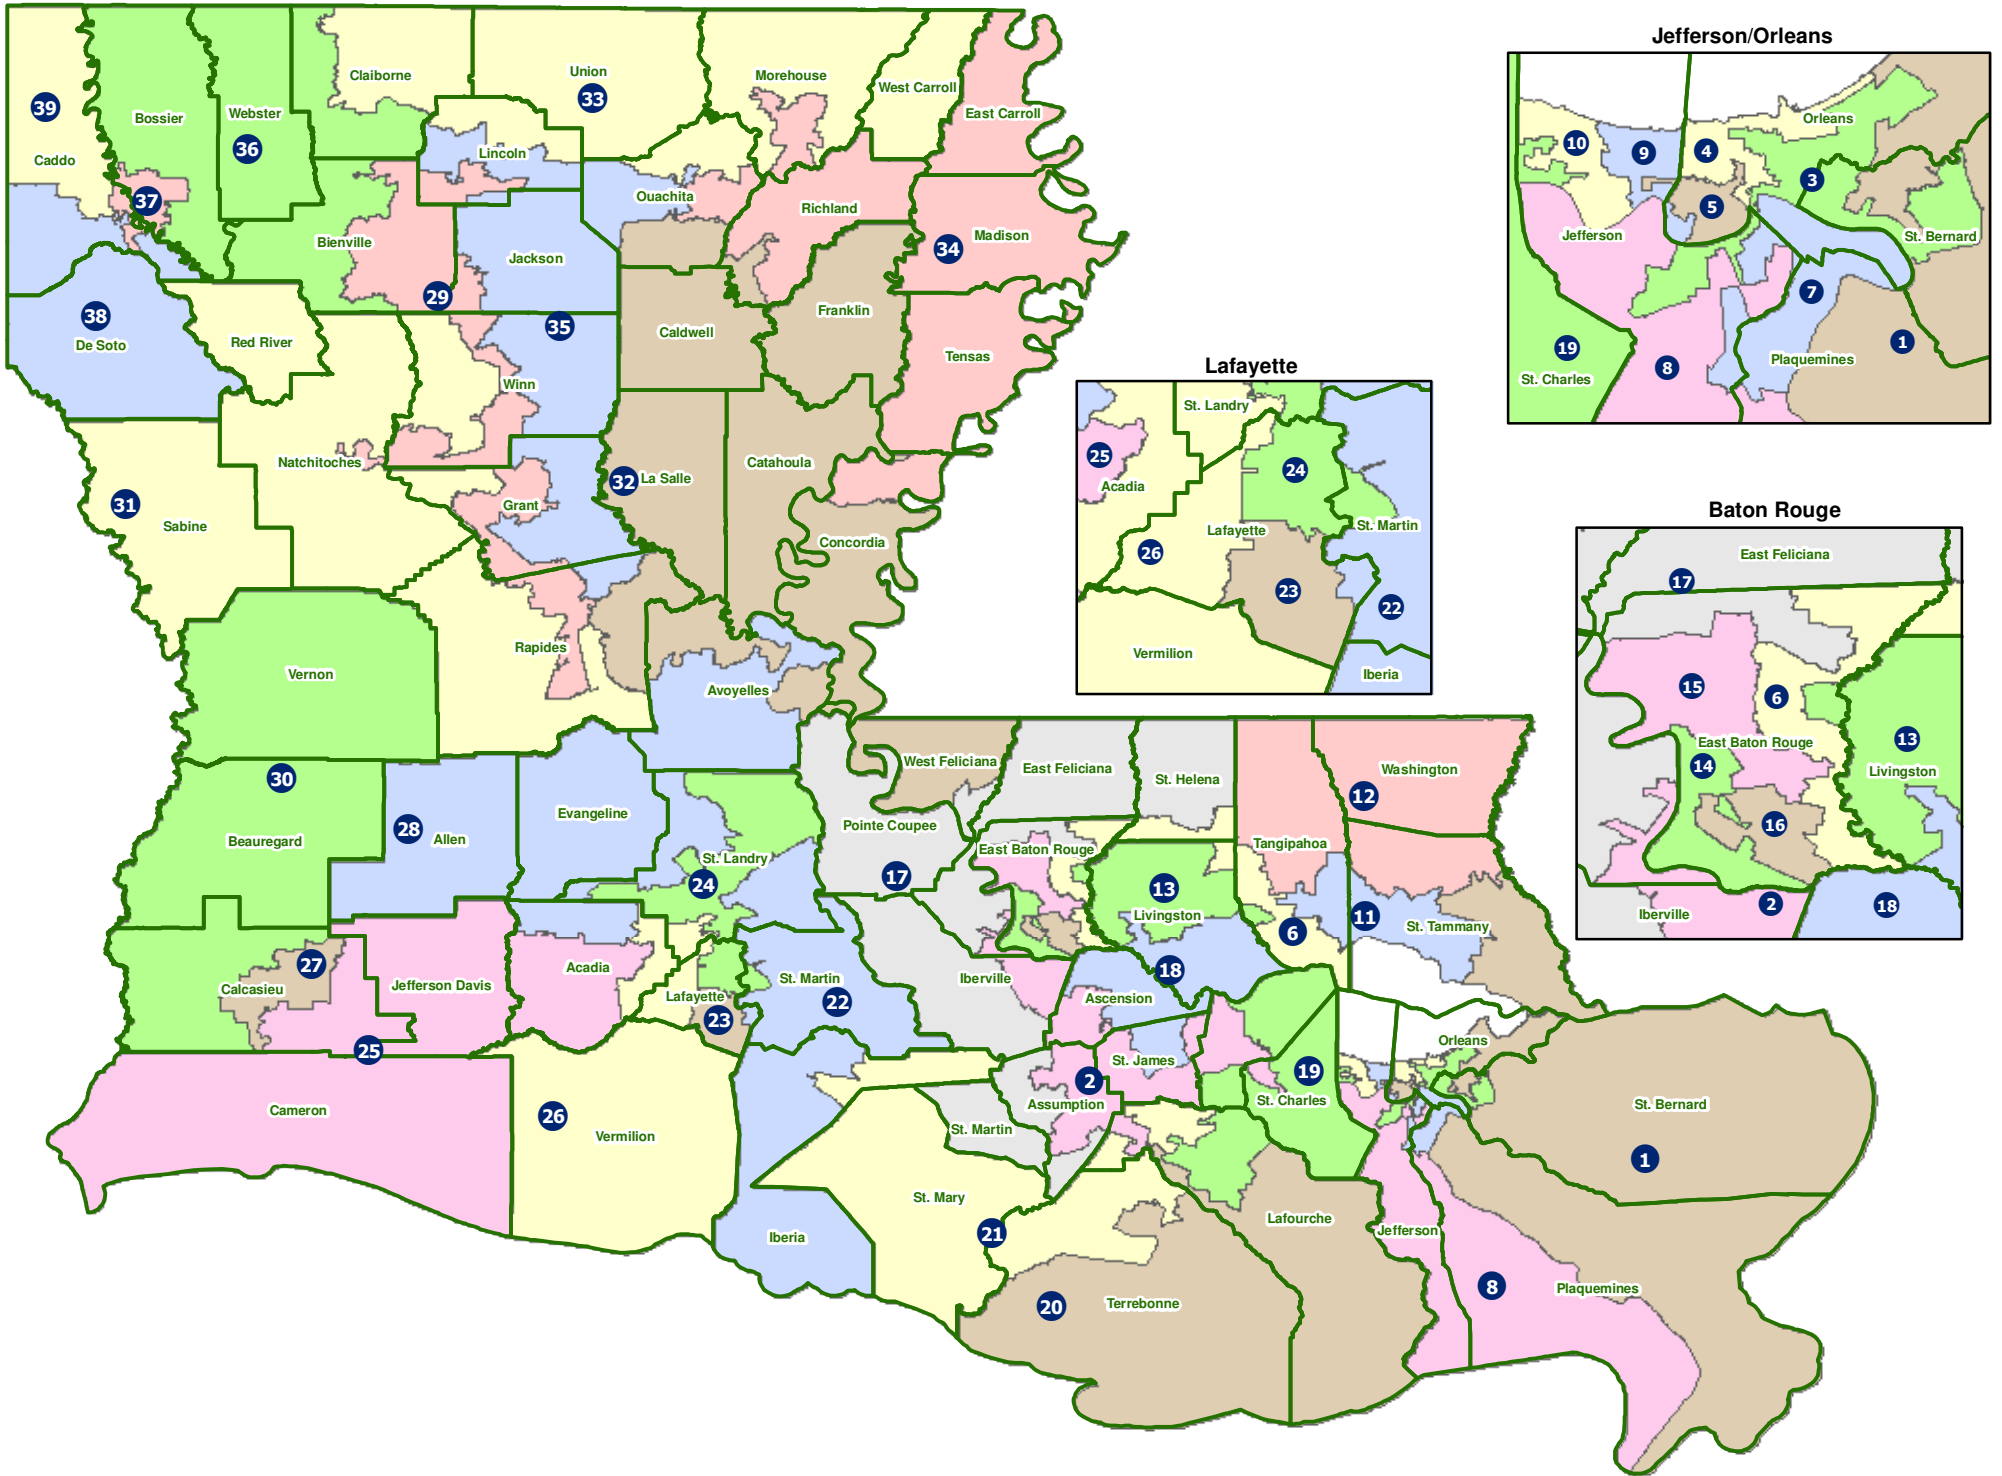 Jefferson/Orleans
Claiborne
Union
Morehouse
West Carroll
33
39
Bossier
Webster
East Carroll
36
Caddo
Lincoln
37
Ouachita
Richland
Bienville
Madison
34
Jackson
29
38
De Soto
Red River
35
Caldwell
Franklin
Tensas
Winn
Natchitoches
Catahoula
32
La Salle
31
Sabine
Grant
Concordia
Rapides
Vernon
Avoyelles
30
Beauregard
28
Allen
Evangeline
St. Landry
24
West Feliciana
East Feliciana
St. Helena
Washington
12
Pointe Coupee
East Baton Rouge
Tangipahoa
17
13
Livingston
11
St. Tammany
6
27
Calcasieu
Jefferson Davis
Acadia
Lafayette
23
St. Martin
22
Iberville
18
Ascension
25
St. James
2
Assumption
19
St. Charles
Orleans
St. Bernard
1
Cameron
26
Vermilion
St. Martin
St. Mary
21
Iberia
Lafourche
Jefferson
20
Terrebonne
8
Plaquemines
10
9
4
Orleans
3
5
Jefferson
St. Bernard
7
1
19
St. Charles
8
Plaquemines
Lafayette
St. Landry
25
Acadia
24
Lafayette
St. Martin
26
23
22
Vermilion
Iberia
Baton Rouge
East Feliciana
17
15
6
East Baton Rouge
13
14
Livingston
16
2
Iberville
18